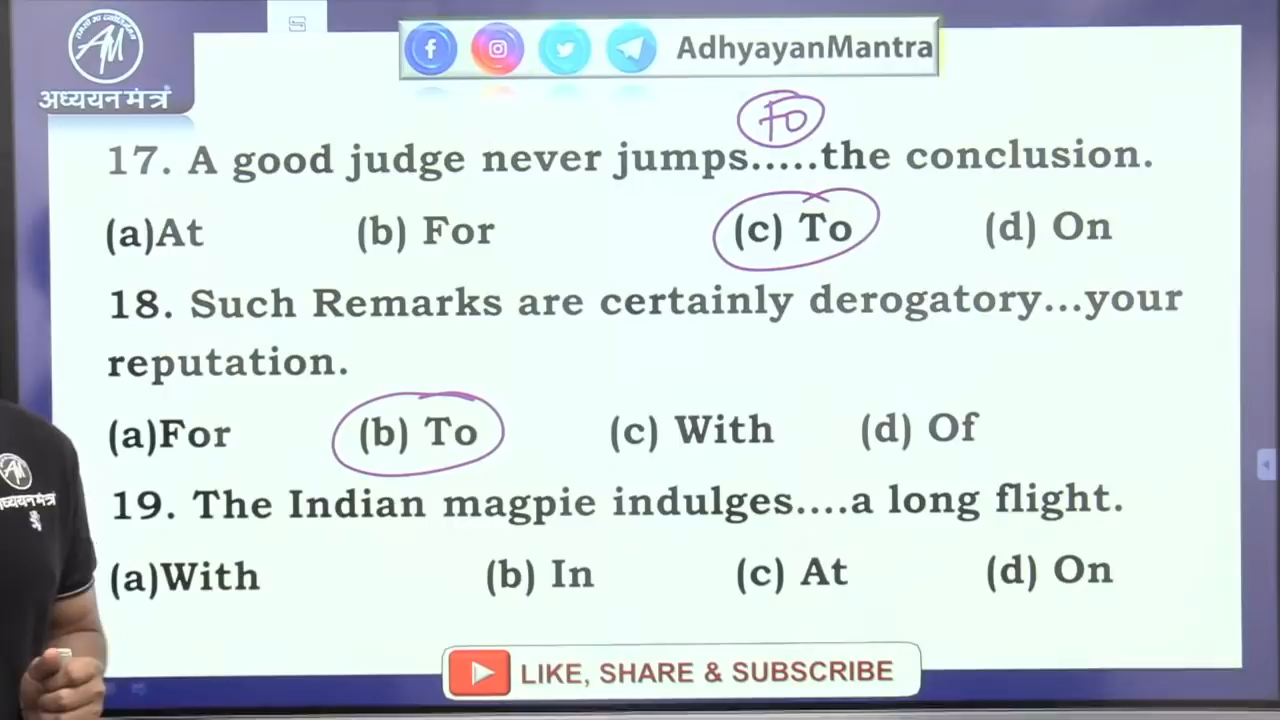 अध्ययन मंत्रं
AdhyayanMantra
To
17. A good judge never jumps.....the conclusion.
(a)At (b) For (c) To (d) On
18. Such Remarks are certainly derogatory...your
reputation.
(a)For (b) To (c) With (d) Of
19. The Indian magpie indulges....a long flight.
(a)With (b) In (c) At (d) On
LIKE, SHARE & SUBSCRIBE